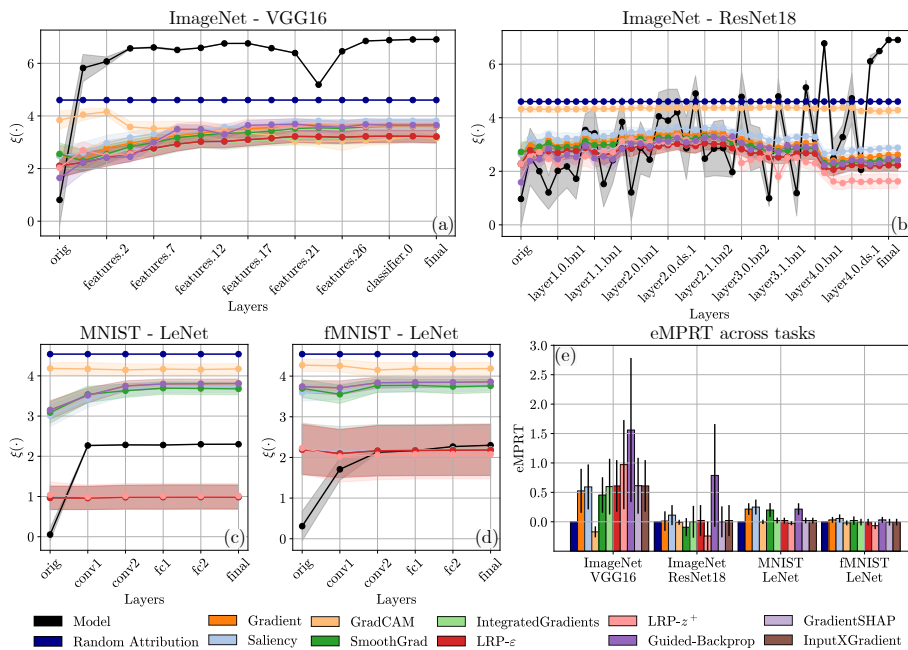 ImageNet - VGG16
ξ(·)
6
4
2
0
orig
features.2
features.7
features.12
features.17
features.21
features.26
classifier.0
final
Layers
(a)
ImageNet - ResNet18
ξ(·)
6
4
2
0
orig
layer1.0.bn1
layer1.1.bn1
layer2.0.bn1
layer2.0.ds.1
layer2.1.bn2
layer3.0.bn2
layer3.1.bn1
layer4.0.bn1
layer4.0.ds.1
final
Layers
(b)
MNIST - LeNet
ξ(·)
4
3
2
1
0
orig
conv1
conv2
fc1
fc2
final
Layers
(c)
fMNIST - LeNet
ξ(·)
4
3
2
1
0
orig
conv1
conv2
fc1
fc2
final
Layers
(d)
eMPRT across tasks
(e)
eMPRT
3.0
2.5
2.0
1.5
1.0
0.5
0.0
ImageNet
VGG16
ImageNet
ResNet18
MNIST
LeNet
fMNIST
LeNet
Model
Random Attribution
Gradient
Saliency
GradCAM
SmoothGrad
IntegratedGradients
LRP-ε
LRP-z⁺
Guided-Backprop
GradientSHAP
InputXGradient